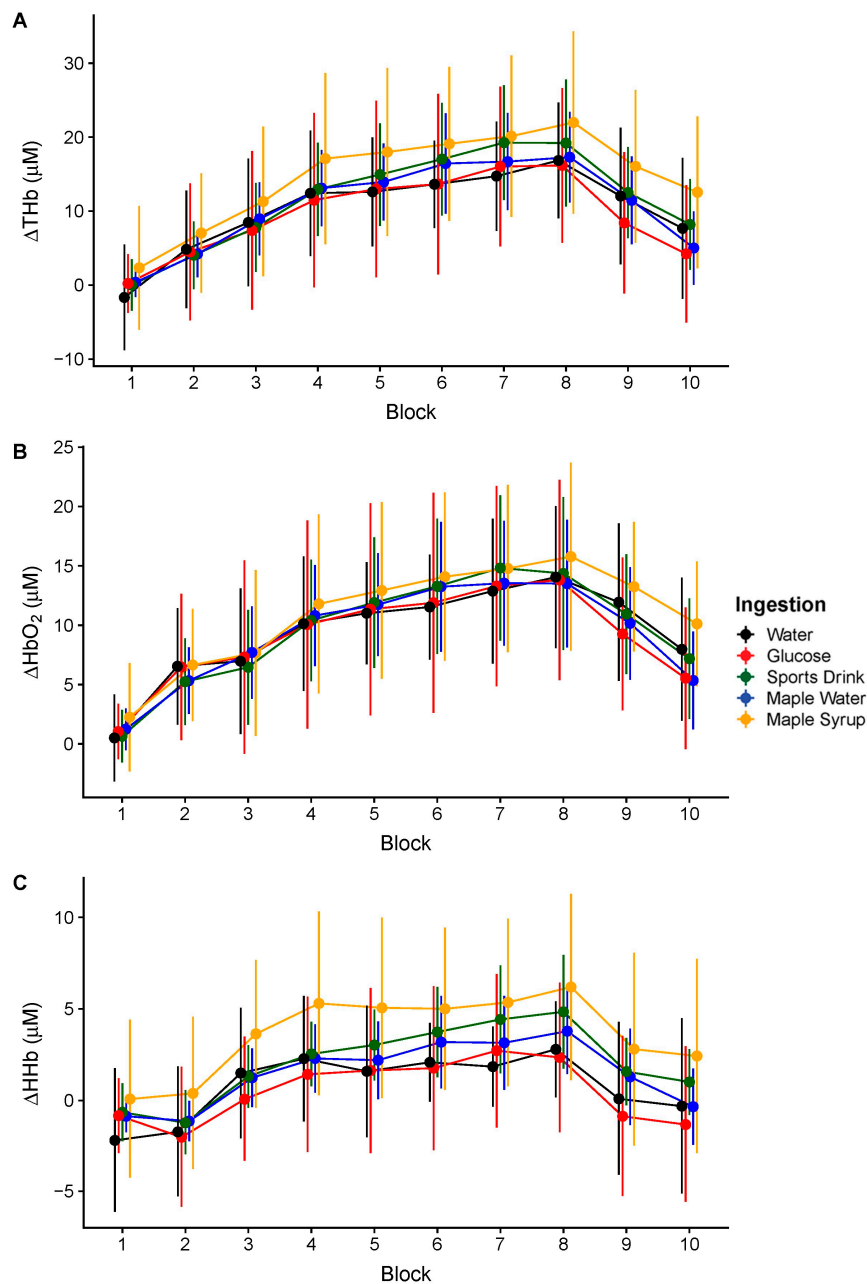 A
ΔTHb (μM)
30
20
10
0
−10
1 2 3 4 5 6 7 8 9 10
Block
B
ΔHbO2 (μM)
25
20
15
10
5
0
1 2 3 4 5 6 7 8 9 10
Block
Ingestion
Water
Glucose
Sports Drink
Maple Water
Maple Syrup
C
ΔHHb (μM)
10
5
0
−5
1 2 3 4 5 6 7 8 9 10
Block